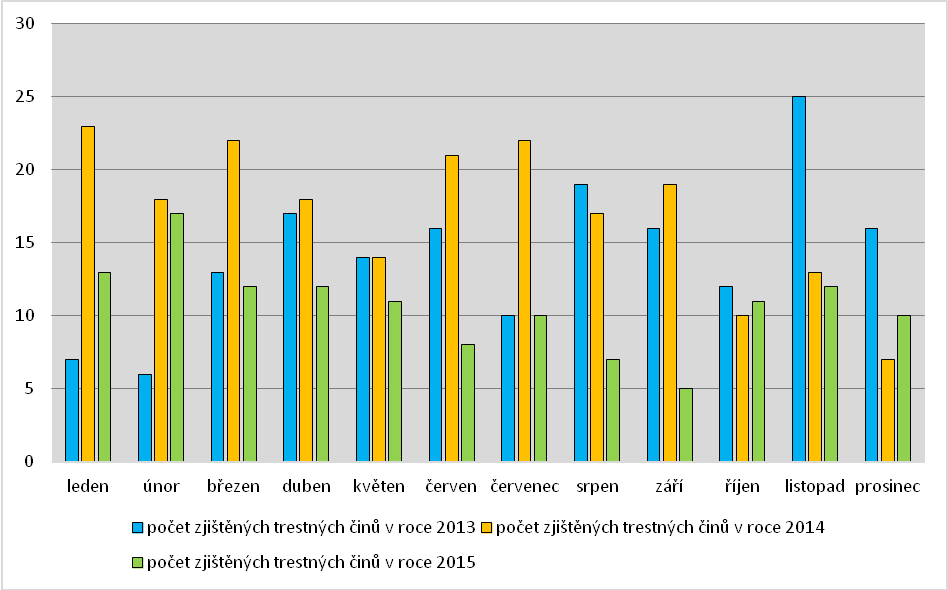 30
25
20
15
10
5
0
leden únor březen duben květen červen červenec srpen září říjen listopad prosinec
počet zjištěných trestných činů v roce 2013 počet zjištěných trestných činů v roce 2014
počet zjištěných trestných činů v roce 2015